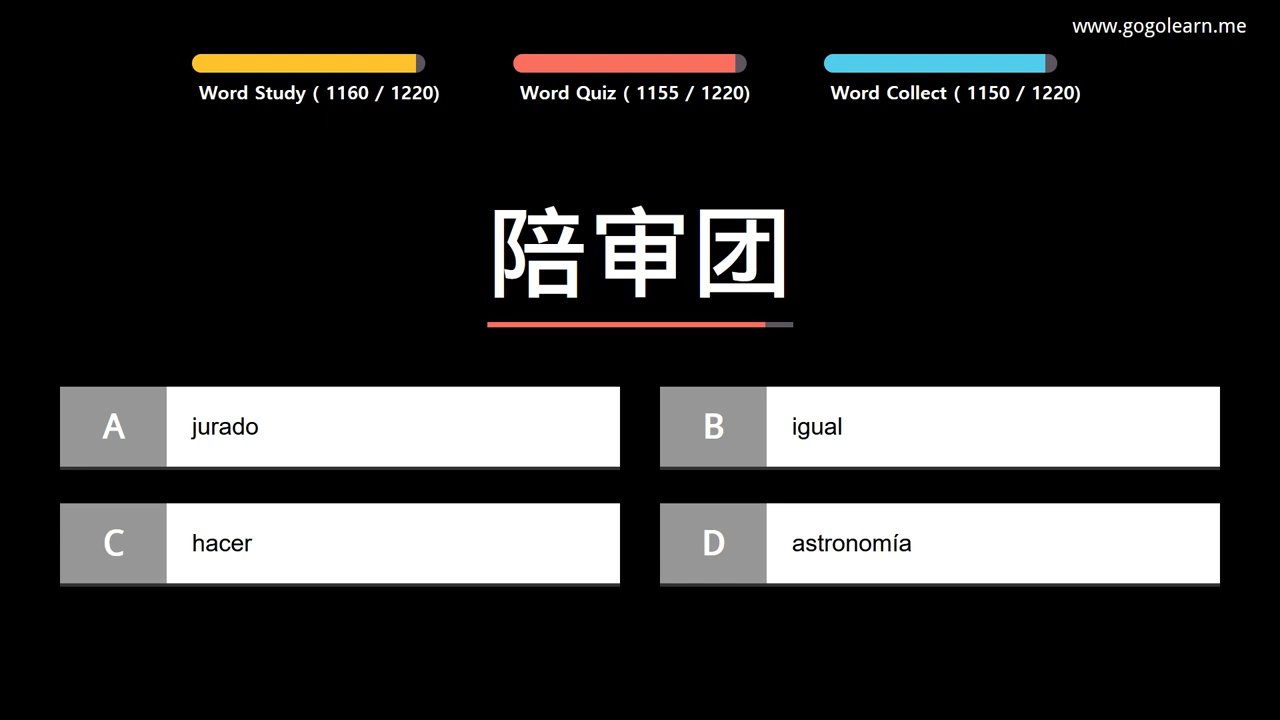 www.gogolearn.me
Word Study ( 1160 / 1220)
Word Quiz ( 1155 / 1220)
Word Collect ( 1150 / 1220)
陪审团
A jurado
B igual
C hacer
D astronomía